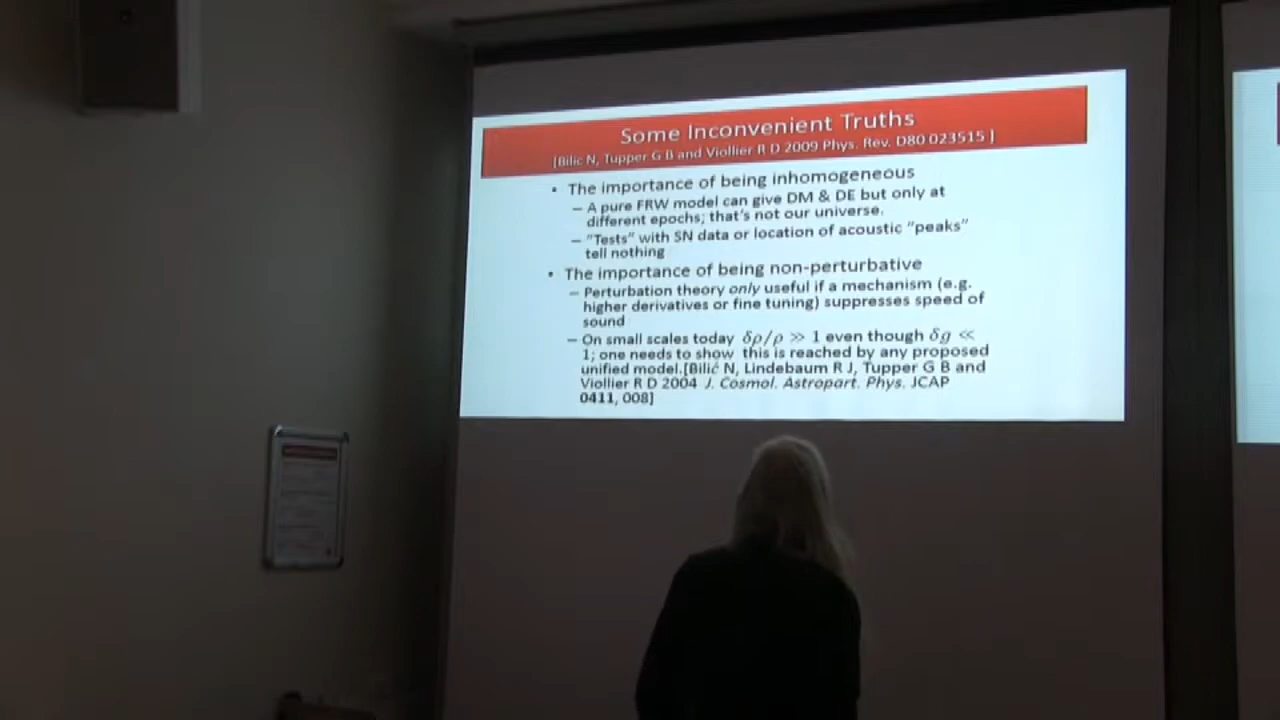 Some Inconvenient Truths
[Bilic N, Tupper G B and Viollier R D 2009 Phys. Rev. D80 023515 ]
• The importance of being inhomogeneous
– A pure FRW model can give DM & DE but only at
different epochs; that's not our universe.
– "Tests" with SN data or location of acoustic "peaks"
tell nothing
• The importance of being non-perturbative
– Perturbation theory only useful if a mechanism (e.g.
higher derivatives or fine tuning) suppresses speed of
sound
– On small scales today δρ/ρ ≫ 1 even though δg ≪
1; one needs to show this is reached by any proposed
unified model.[Bilić N, Lindebaum R J, Tupper G B and
Viollier R D 2004 J. Cosmol. Astropart. Phys. JCAP
0411, 008]